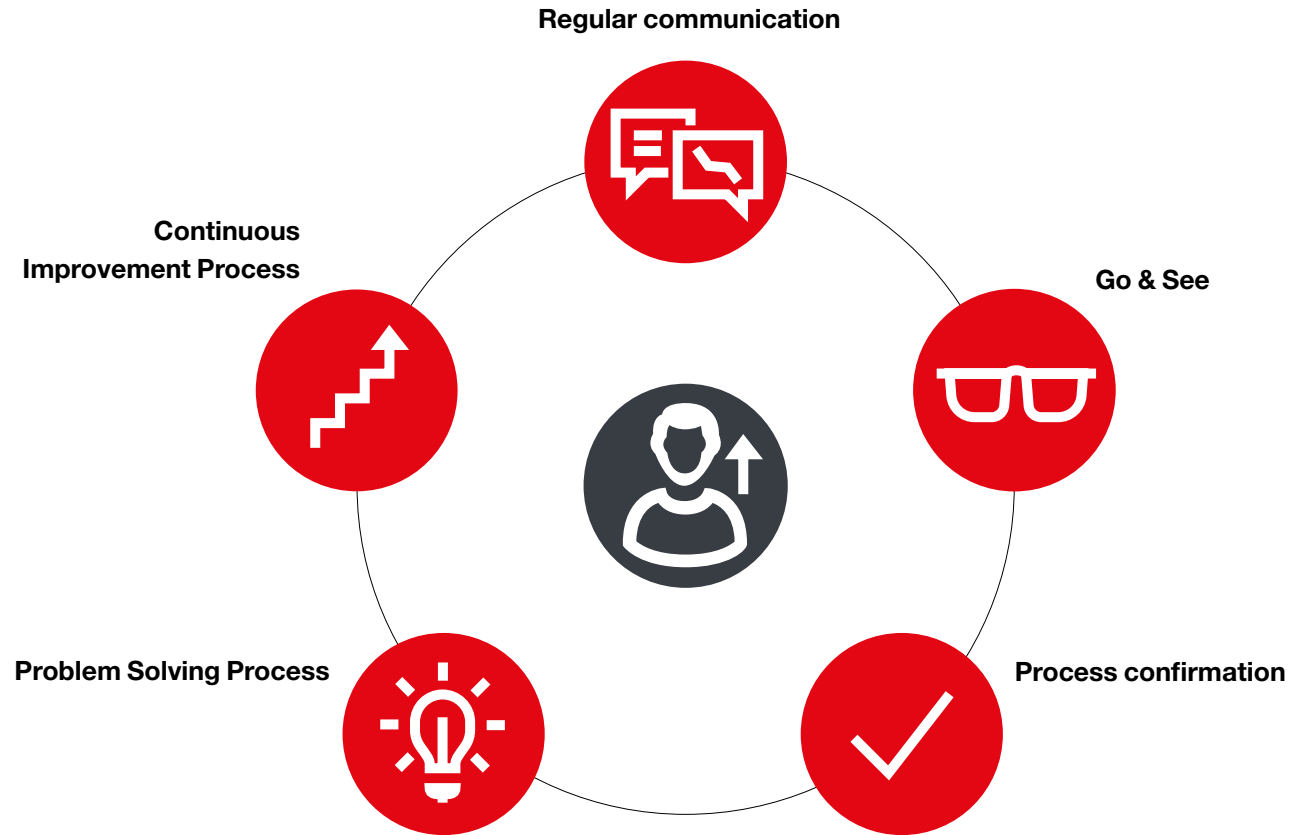 Regular communication
Continuous
Improvement Process
Go & See
Problem Solving Process
Process confirmation